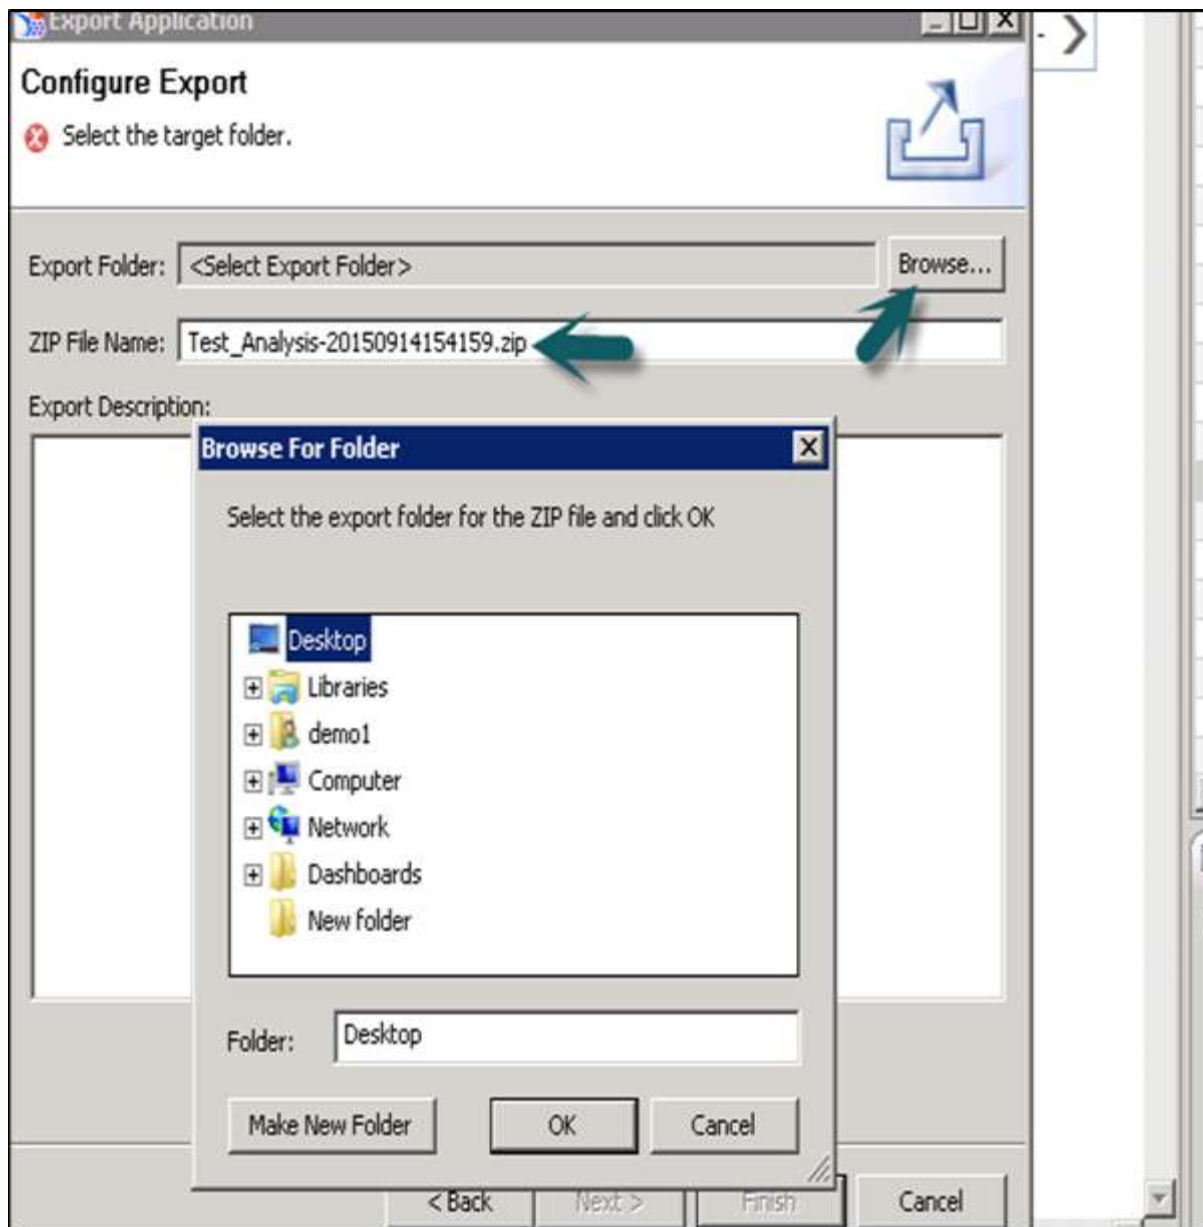 Export Application
Configure Export
Select the target folder.
Export Folder: <Select Export Folder> Browse...
ZIP File Name: Test_Analysis-20150914154159.zip
Export Description:
Browse For Folder
Select the export folder for the ZIP file and click OK
Desktop
Libraries
demo1
Computer
Network
Dashboards
New folder
Folder: Desktop
Make New Folder OK Cancel
< Back Next > Finish Cancel